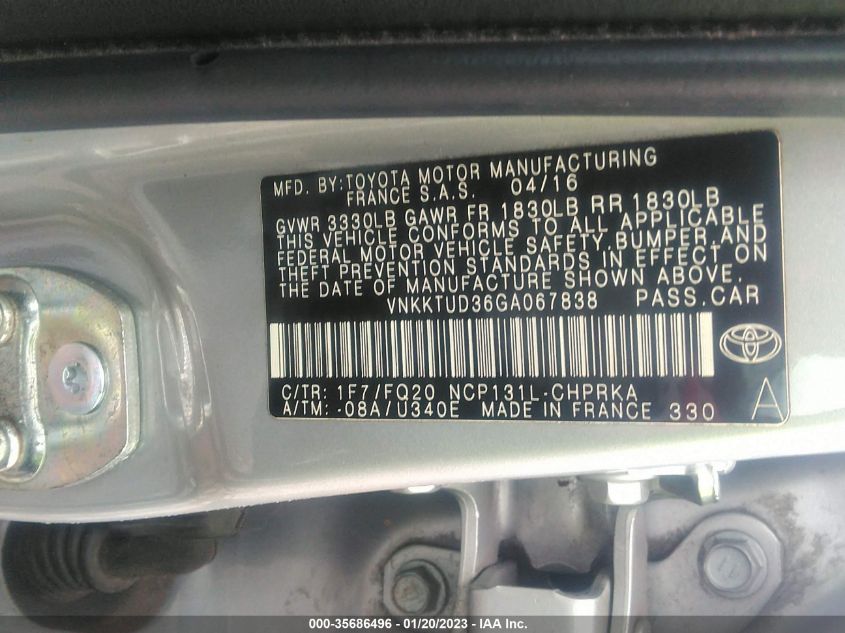 MFD. BY:TOYOTA MOTOR MANUFACTURING
FRANCE S.A.S. 04/16
GVWR 3330LB GAWR FR 1830LB RR 1830LB
THIS VEHICLE CONFORMS TO ALL APPLICABLE
FEDERAL MOTOR VEHICLE SAFETY,BUMPER,AND
THEFT PREVENTION STANDARDS IN EFFECT ON
THE DATE OF MANUFACTURE SHOWN ABOVE.
VNKKTUD36GA067838 PASS.CAR
C/TR: 1F7/FQ20 NCP131L-CHPRKA
A/TM: -08A/U340E MADE IN FRANCE 330 A
000-35686496 - 01/20/2023 - IAA Inc.